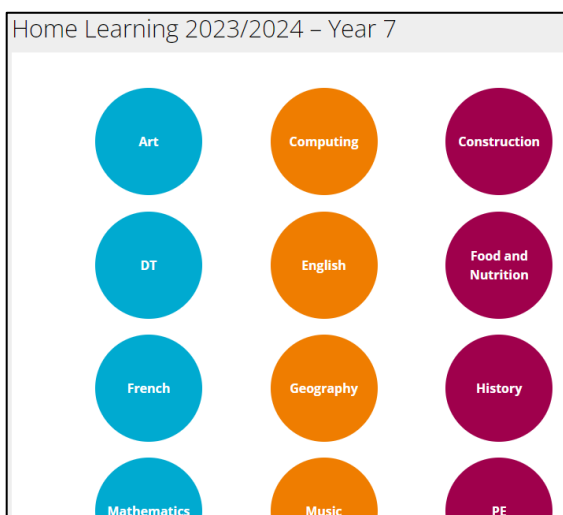 Home Learning 2023/2024 – Year 7
Art
Computing
Construction
DT
English
Food and
Nutrition
French
Geography
History
Mathematics
Music
PE